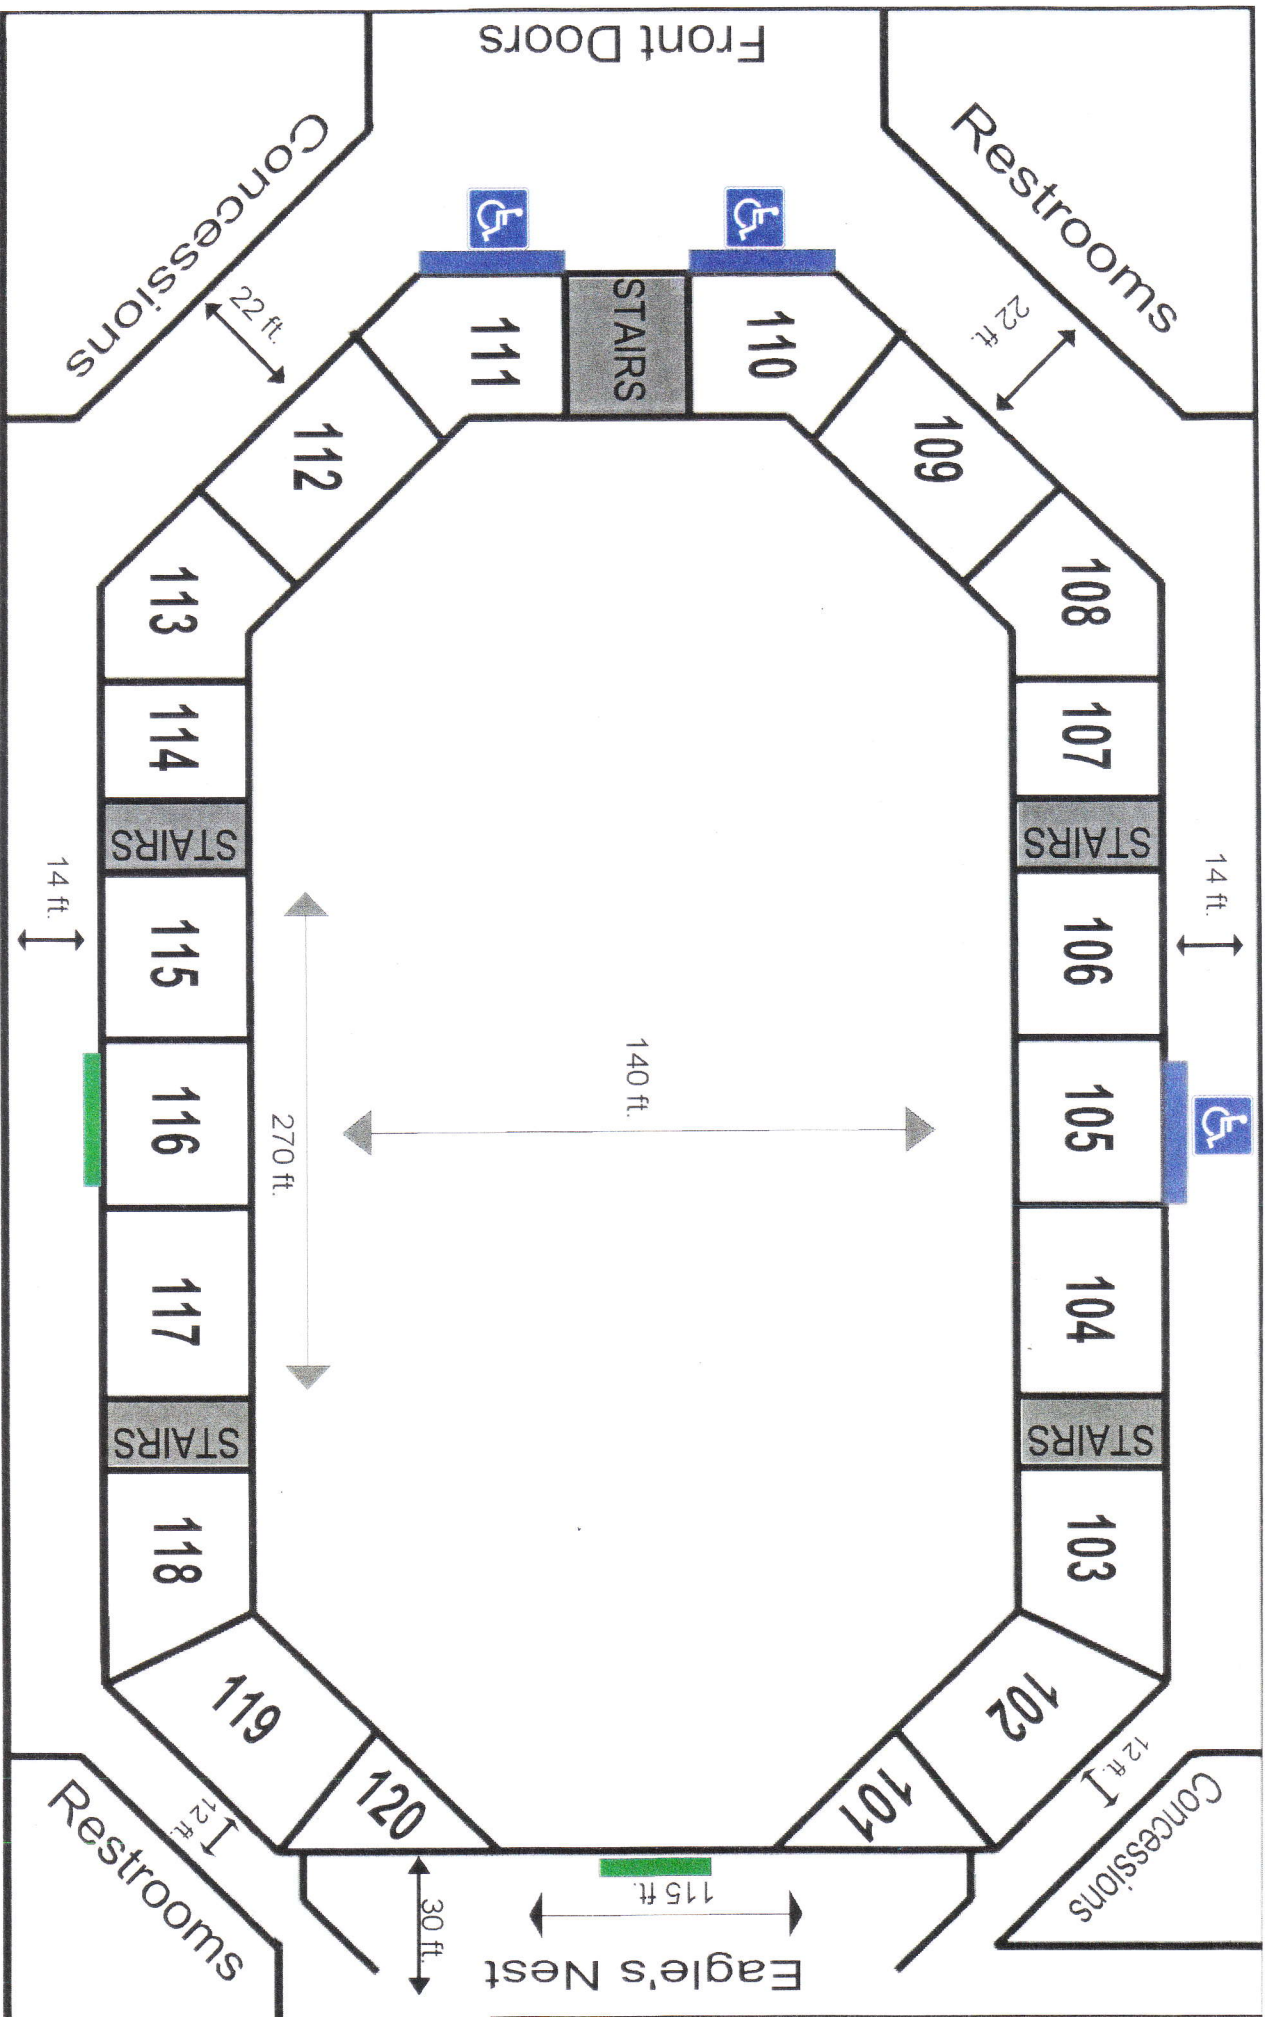 Front Doors
Concessions
Restrooms
22 ft.
22 ft.
111
STAIRS
110
112
109
113
108
114
107
STAIRS
STAIRS
14 ft.
14 ft.
115
106
140 ft.
116
270 ft.
105
117
104
STAIRS
STAIRS
118
103
119
102
12 ft.
12 ft.
120
101
Restrooms
Concessions
115 ft.
30 ft.
Eagle's Nest